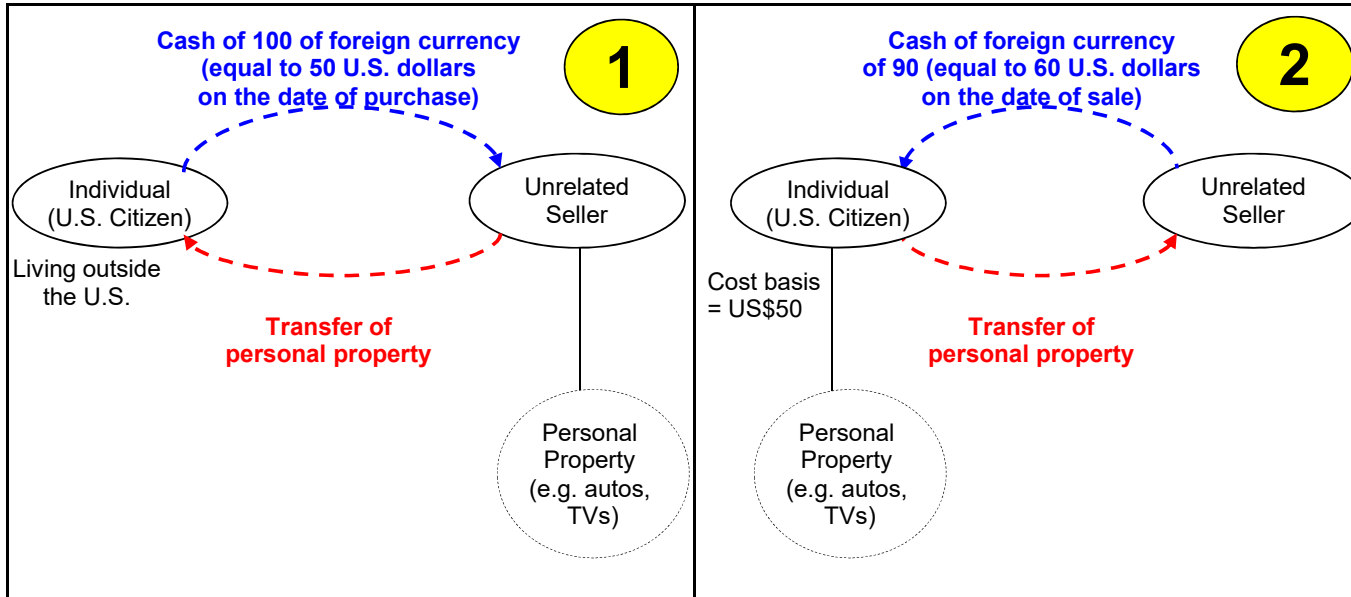 Cash of 100 of foreign currency
(equal to 50 U.S. dollars
on the date of purchase)
1
Individual
(U.S. Citizen)
Unrelated
Seller
Living outside
the U.S.
Transfer of
personal property
Personal
Property
(e.g. autos,
TVs)
Cash of foreign currency
of 90 (equal to 60 U.S. dollars
on the date of sale)
2
Individual
(U.S. Citizen)
Unrelated
Seller
Cost basis
= US$50
Transfer of
personal property
Personal
Property
(e.g. autos,
TVs)